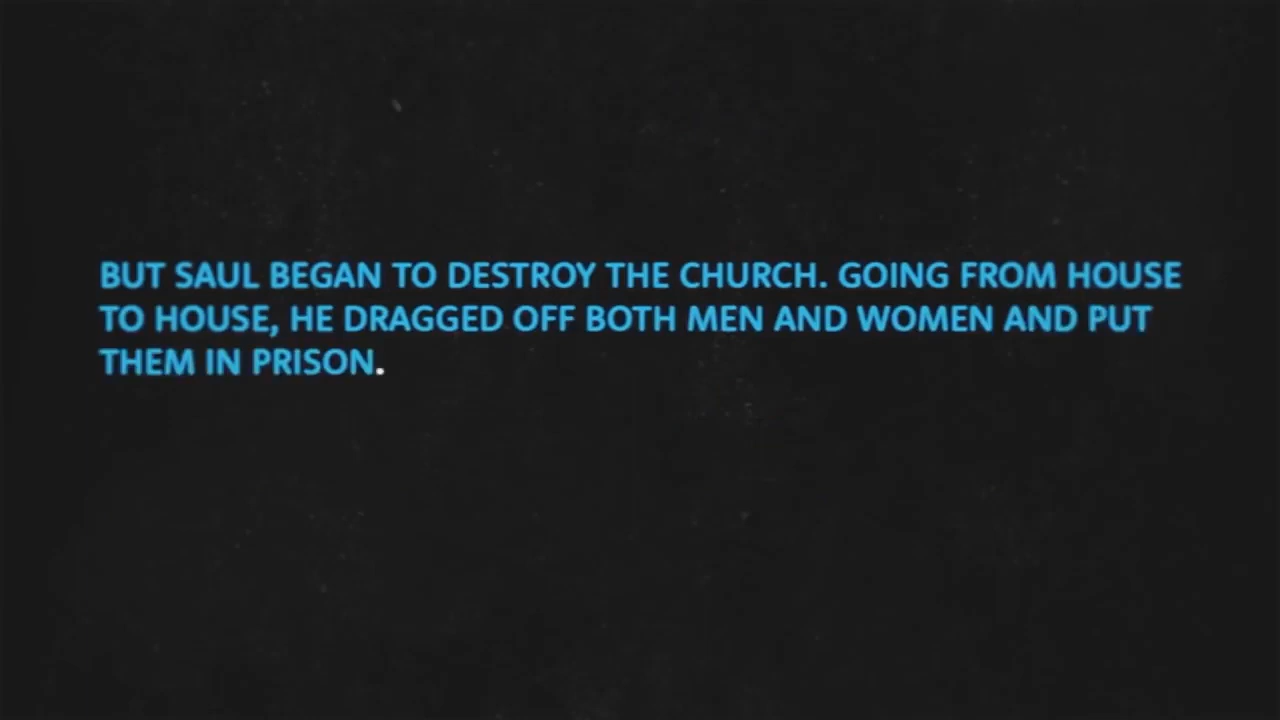 BUT SAUL BEGAN TO DESTROY THE CHURCH. GOING FROM HOUSE
TO HOUSE, HE DRAGGED OFF BOTH MEN AND WOMEN AND PUT
THEM IN PRISON.